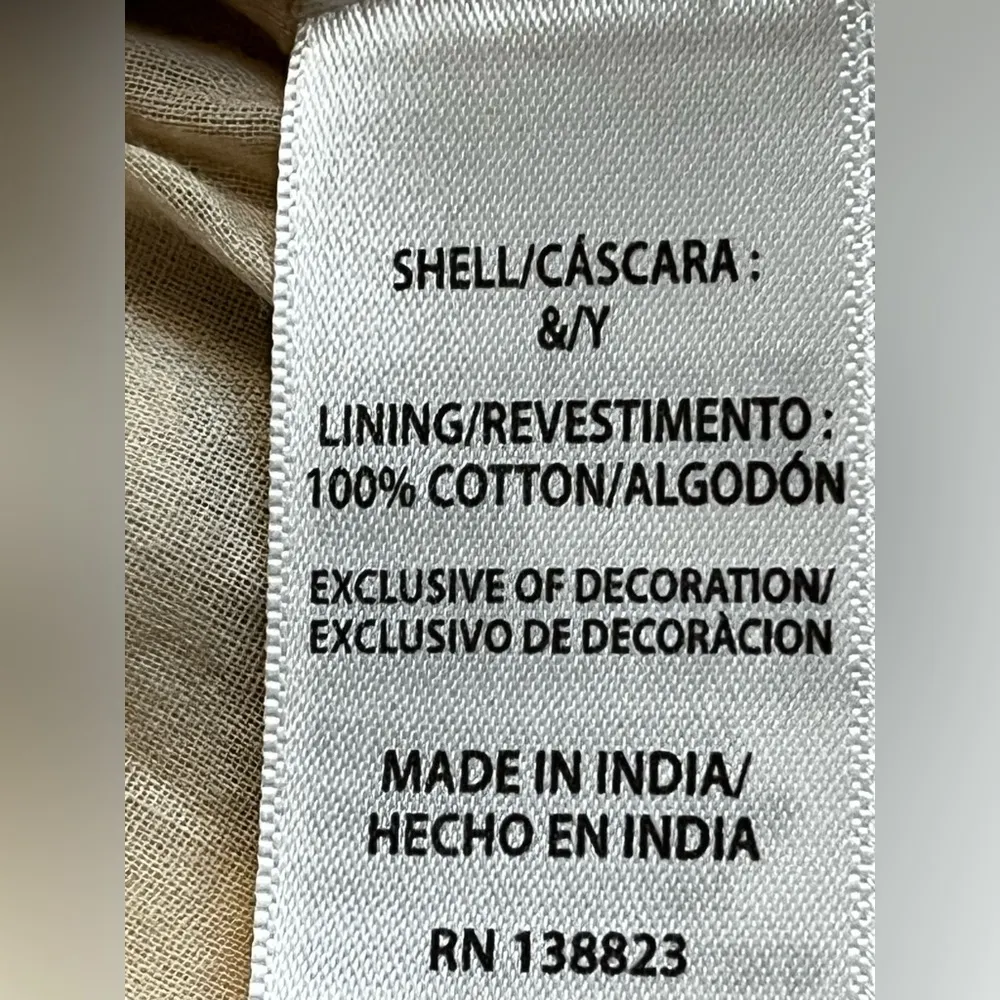 SHELL/CÁSCARA :
&/Y
LINING/REVESTIMENTO :
100% COTTON/ALGODÓN
EXCLUSIVE OF DECORATION/
EXCLUSIVO DE DECORÀCION
MADE IN INDIA/
HECHO EN INDIA
RN 138823